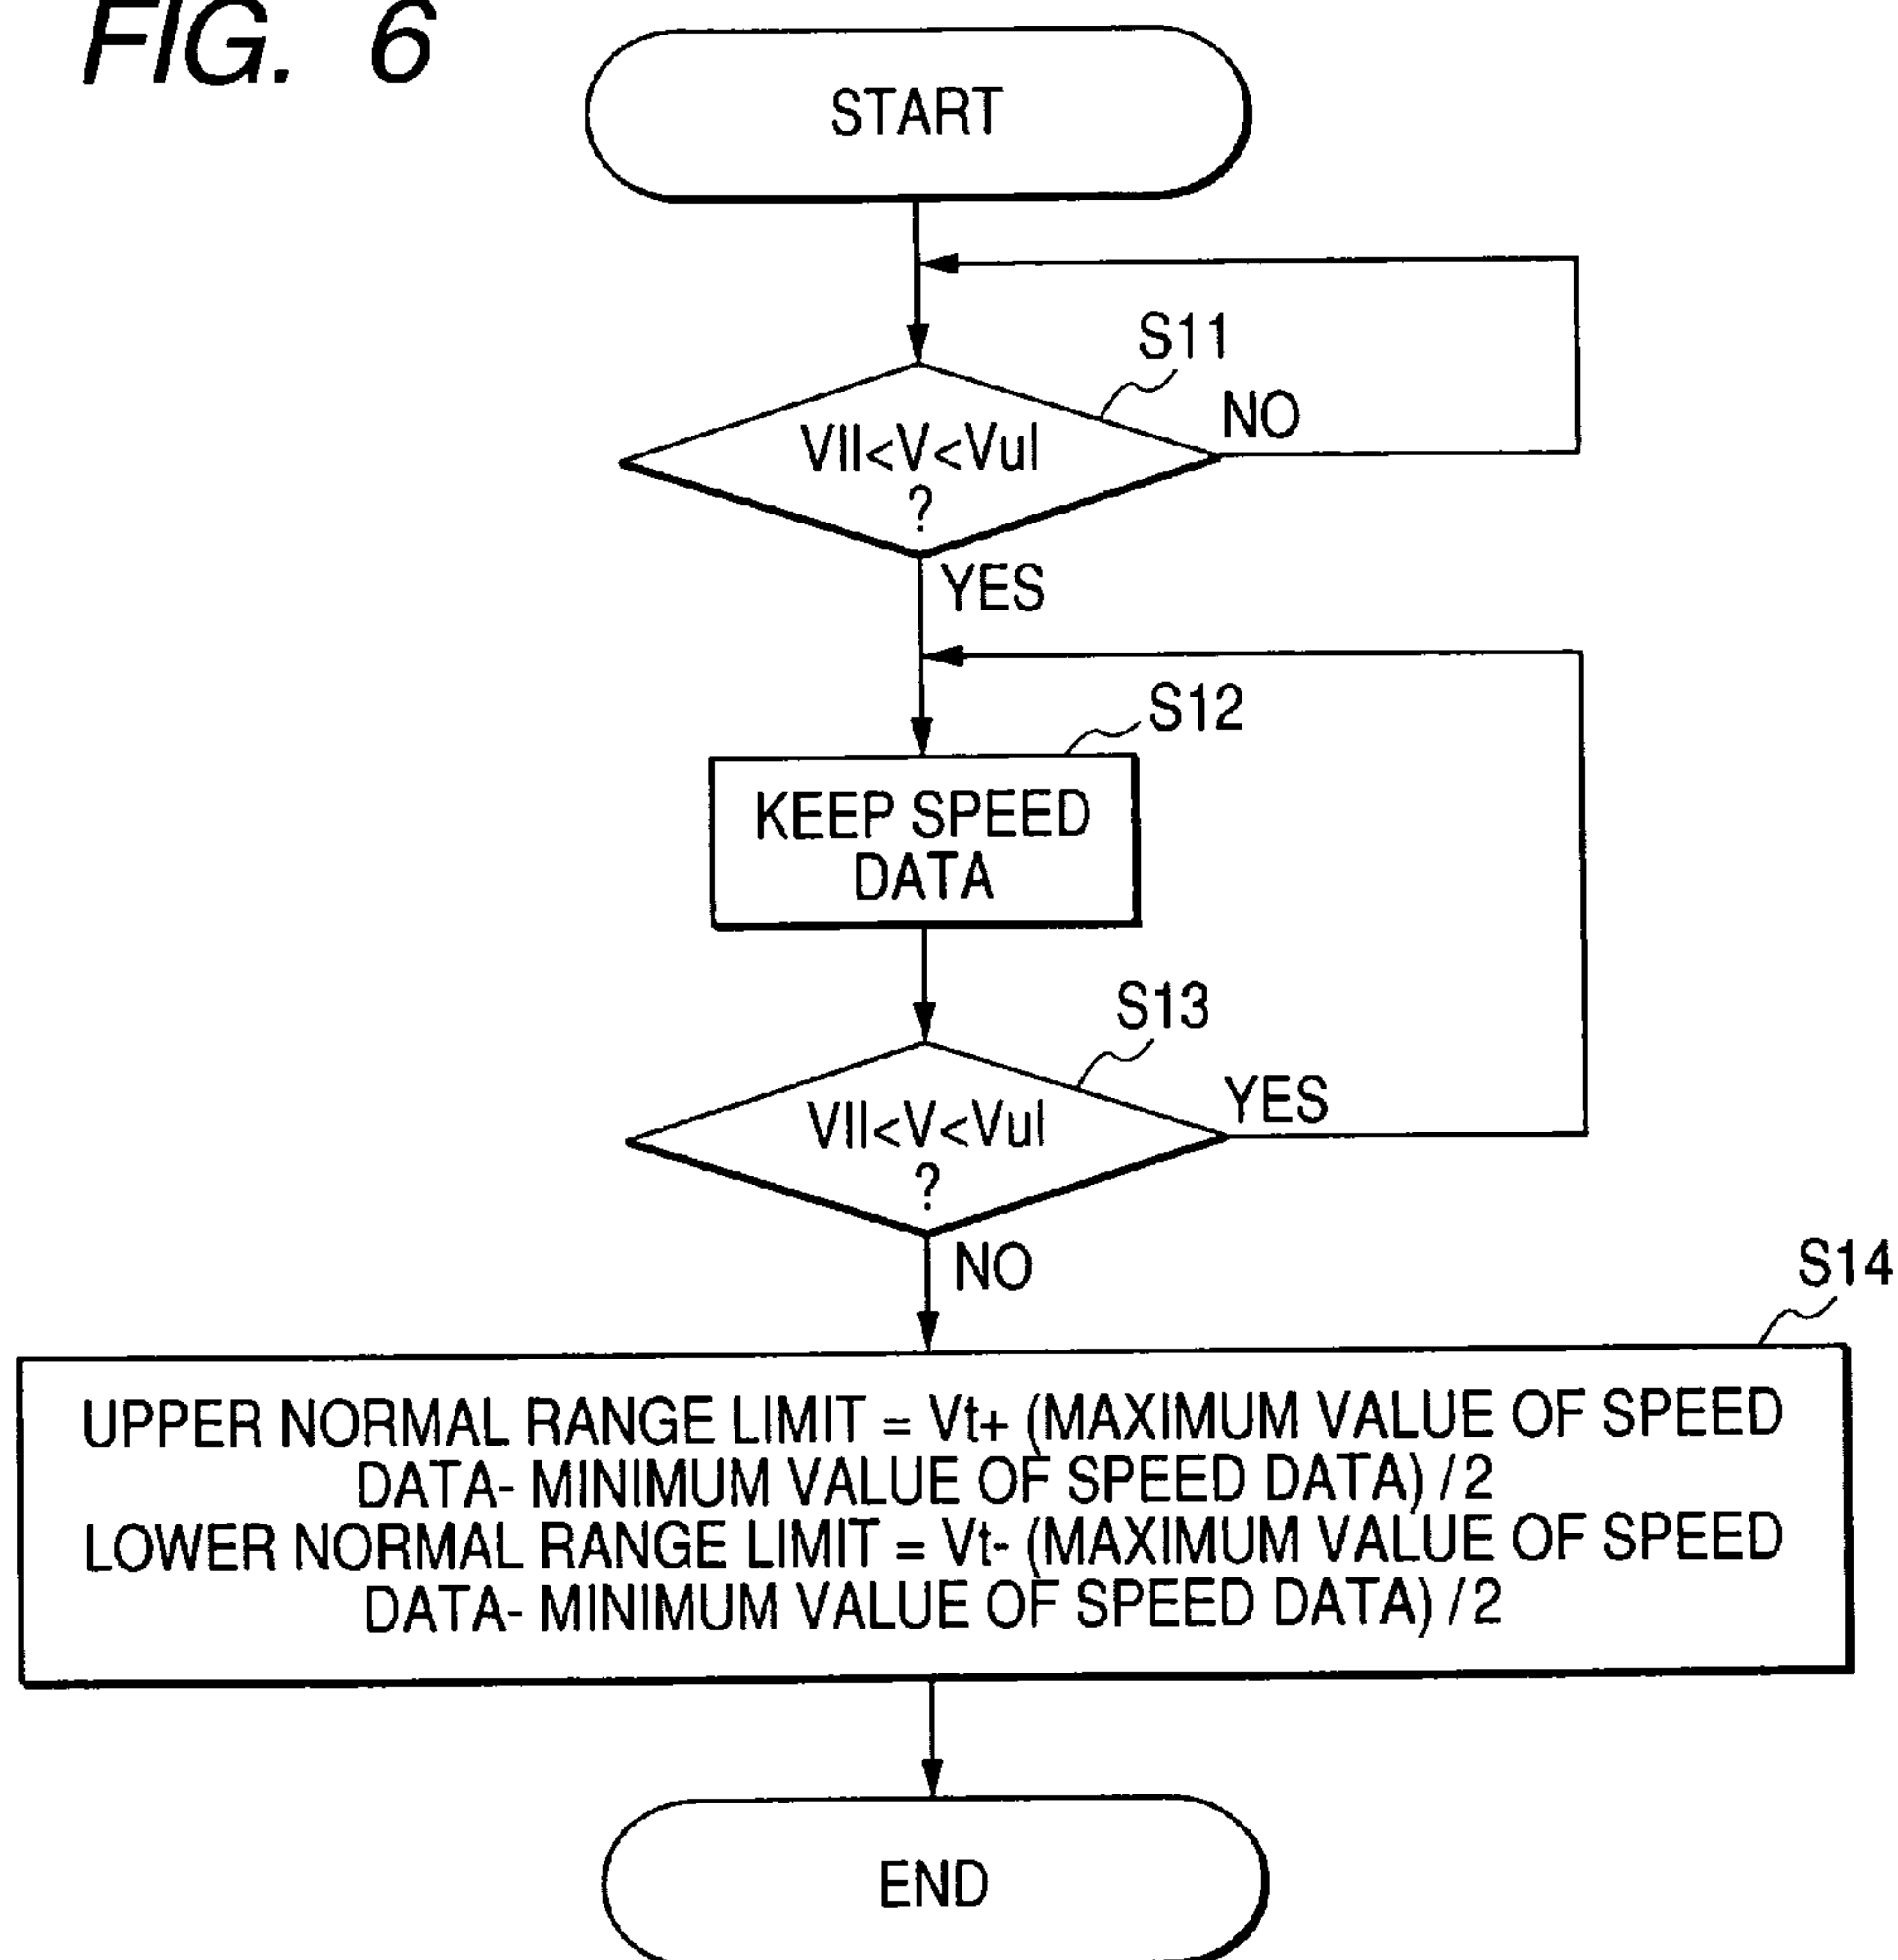 FIG. 6
START
S11
NO
Vll<V<Vul
?
YES
S12
KEEP SPEED
DATA
S13
YES
Vll<V<Vul
?
NO
S14
UPPER NORMAL RANGE LIMIT = Vt+ (MAXIMUM VALUE OF SPEED
DATA- MINIMUM VALUE OF SPEED DATA) / 2
LOWER NORMAL RANGE LIMIT = Vt- (MAXIMUM VALUE OF SPEED
DATA- MINIMUM VALUE OF SPEED DATA) / 2
END